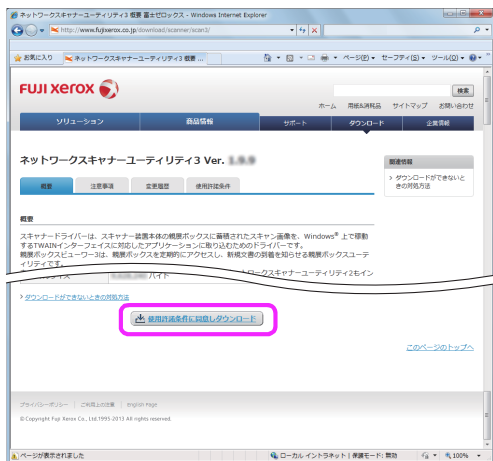 ネットワークスキャナーユーティリティ3 概要 富士ゼロックス - Windows Internet Explorer
http://www.fujixerox.co.jp/download/scanner/scan3/
お気に入り
ネットワークスキャナーユーティリティ3 概要 ...
ページ(P) セーフティ(S) ツール(O)
FUJI XEROX
検索
ホーム 用紙&消耗品 サイトマップ お問い合わせ
ソリューション 商品情報 サポート ダウンロード 企業情報
ネットワークスキャナーユーティリティ3 Ver.
関連情報
ダウンロードができないときの対処方法
概要 注意事項 変更履歴 使用許諾条件
概要
スキャナードライバーは、スキャナー装置本体の親展ボックスに蓄積されたスキャン画像を、Windows® 上で稼動
するTWAINインターフェイスに対応したアプリケーションに取り込むためのドライバーです。
親展ボックスビューワー3は、親展ボックスを定期的にアクセスし、新規文書の到着を知らせる親展ボックスユーテ
ィリティです。
バイト
クスキャナーユーティリティ2もイン
ダウンロードができないときの対処方法
使用許諾条件に同意しダウンロード
このページのトップへ
プライバシーポリシー | ご利用上の注意 | English Page
© Copyright Fuji Xerox Co., Ltd.1995-2013 All rights reserved.
ページが表示されました
ローカル イントラネット | 保護モード: 無効
100%